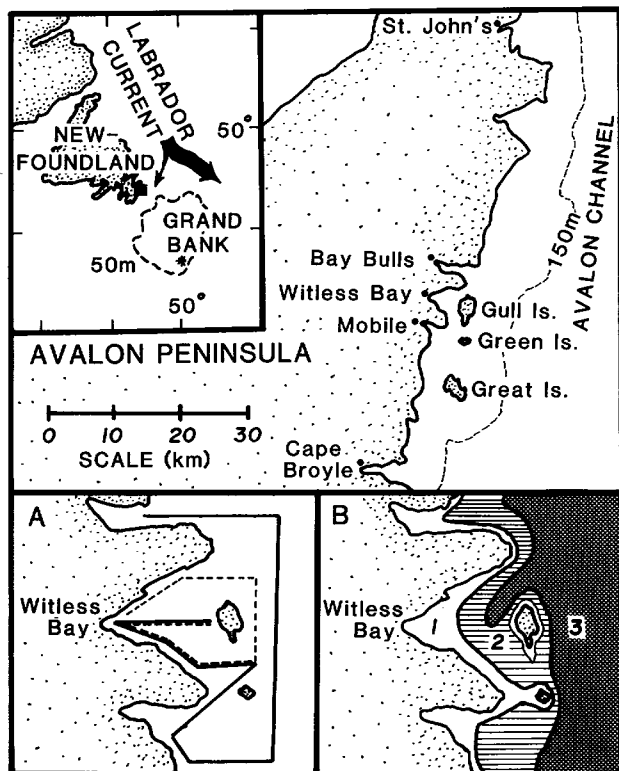 LABRADOR
CURRENT
NEW-
FOUNDLAND
50°
GRAND
BANK
*
50m
50°
St. John's
150m
AVALON CHANNEL
Bay Bulls
Witless Bay
Mobile
Gull Is.
Green Is.
Great Is.
AVALON PENINSULA
0 10 20 30
SCALE (km)
Cape
Broyle
A
Witless
Bay
B
Witless
Bay
1
2
3